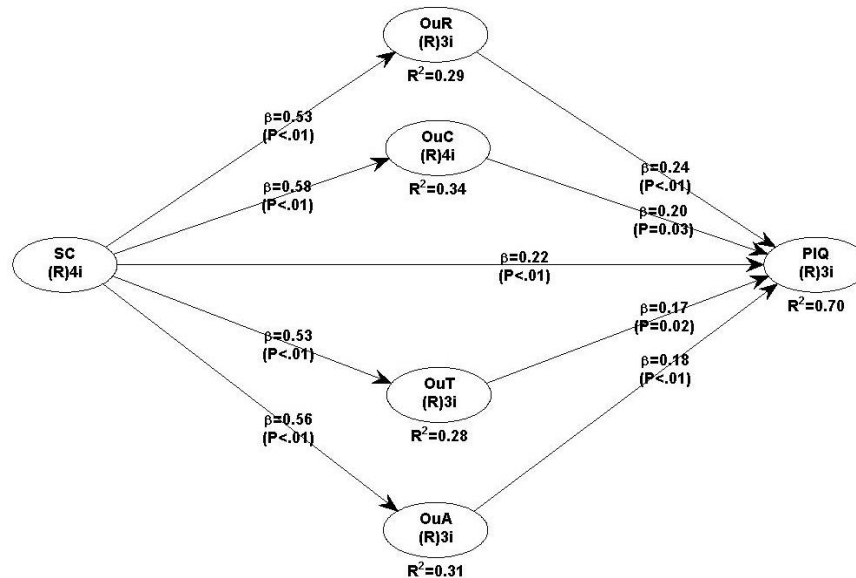 OuR
(R)3i
R²=0.29
β=0.53
(P<.01)
OuC
(R)4i
R²=0.34
β=0.24
(P<.01)
β=0.58
(P<.01)
β=0.20
(P=0.03)
SC
(R)4i
β=0.22
(P<.01)
PIQ
(R)3i
R²=0.70
β=0.53
(P<.01)
β=0.17
(P=0.02)
OuT
(R)3i
R²=0.28
β=0.18
(P<.01)
β=0.56
(P<.01)
OuA
(R)3i
R²=0.31